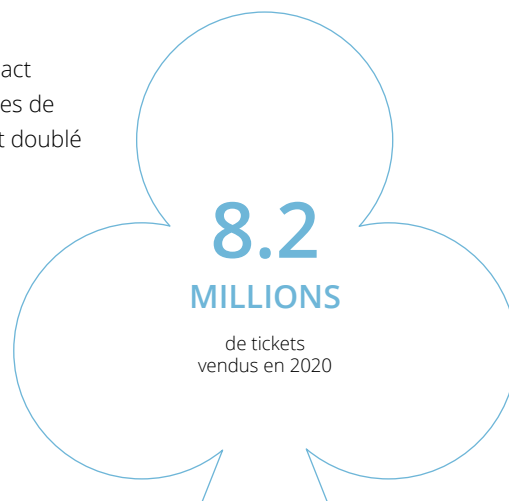 act
es de
t doublé
8.2
MILLIONS
de tickets
vendus en 2020